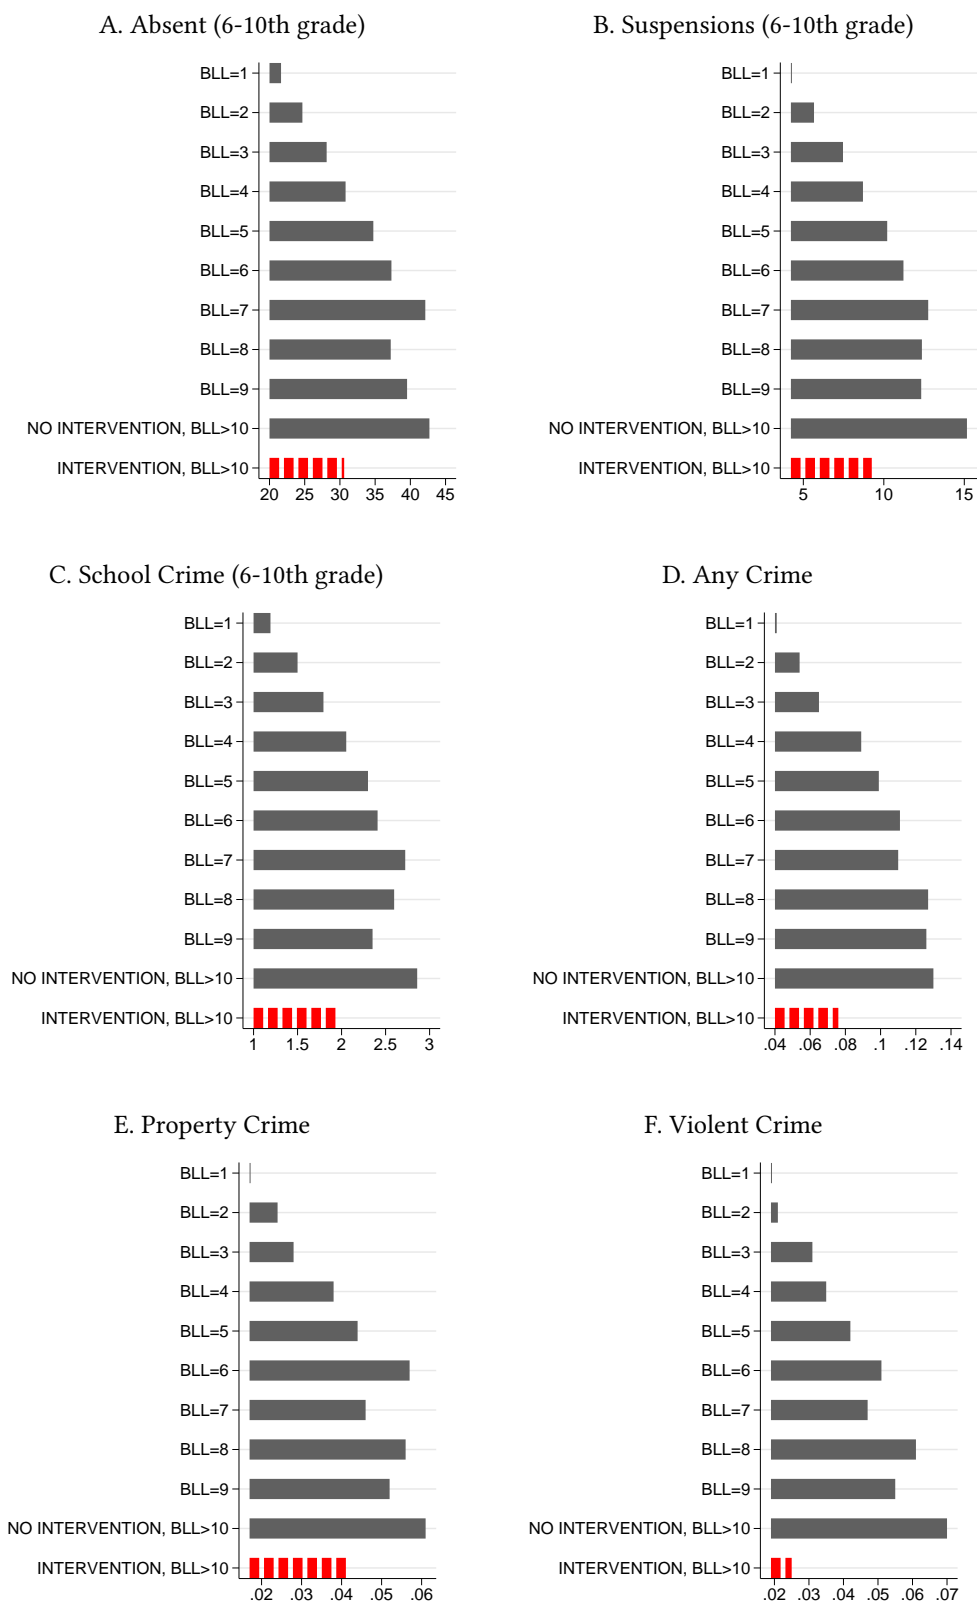 A. Absent (6-10th grade)
BLL=1
BLL=2
BLL=3
BLL=4
BLL=5
BLL=6
BLL=7
BLL=8
BLL=9
NO INTERVENTION, BLL>10
INTERVENTION, BLL>10
20 25 30 35 40 45
B. Suspensions (6-10th grade)
BLL=1
BLL=2
BLL=3
BLL=4
BLL=5
BLL=6
BLL=7
BLL=8
BLL=9
NO INTERVENTION, BLL>10
INTERVENTION, BLL>10
5 10 15
C. School Crime (6-10th grade)
BLL=1
BLL=2
BLL=3
BLL=4
BLL=5
BLL=6
BLL=7
BLL=8
BLL=9
NO INTERVENTION, BLL>10
INTERVENTION, BLL>10
1 1.5 2 2.5 3
D. Any Crime
BLL=1
BLL=2
BLL=3
BLL=4
BLL=5
BLL=6
BLL=7
BLL=8
BLL=9
NO INTERVENTION, BLL>10
INTERVENTION, BLL>10
.04 .06 .08 .1 .12 .14
E. Property Crime
BLL=1
BLL=2
BLL=3
BLL=4
BLL=5
BLL=6
BLL=7
BLL=8
BLL=9
NO INTERVENTION, BLL>10
INTERVENTION, BLL>10
.02 .03 .04 .05 .06
F. Violent Crime
BLL=1
BLL=2
BLL=3
BLL=4
BLL=5
BLL=6
BLL=7
BLL=8
BLL=9
NO INTERVENTION, BLL>10
INTERVENTION, BLL>10
.02 .03 .04 .05 .06 .07